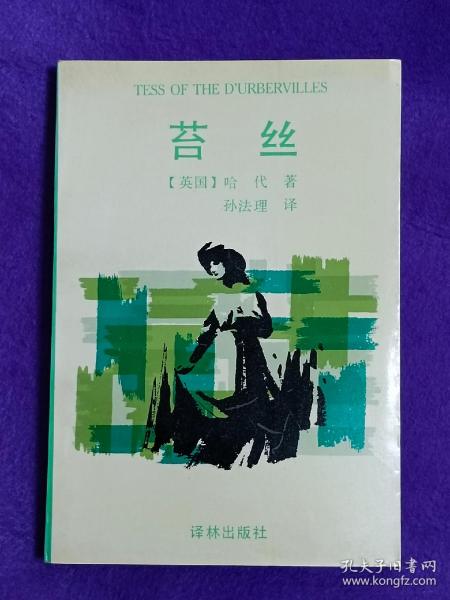 TESS OF THE D'URBERVILLES
苔丝
【英国】哈代 著
孙法理 译
译林出版社
孔夫子旧书网
www.kongfz.com